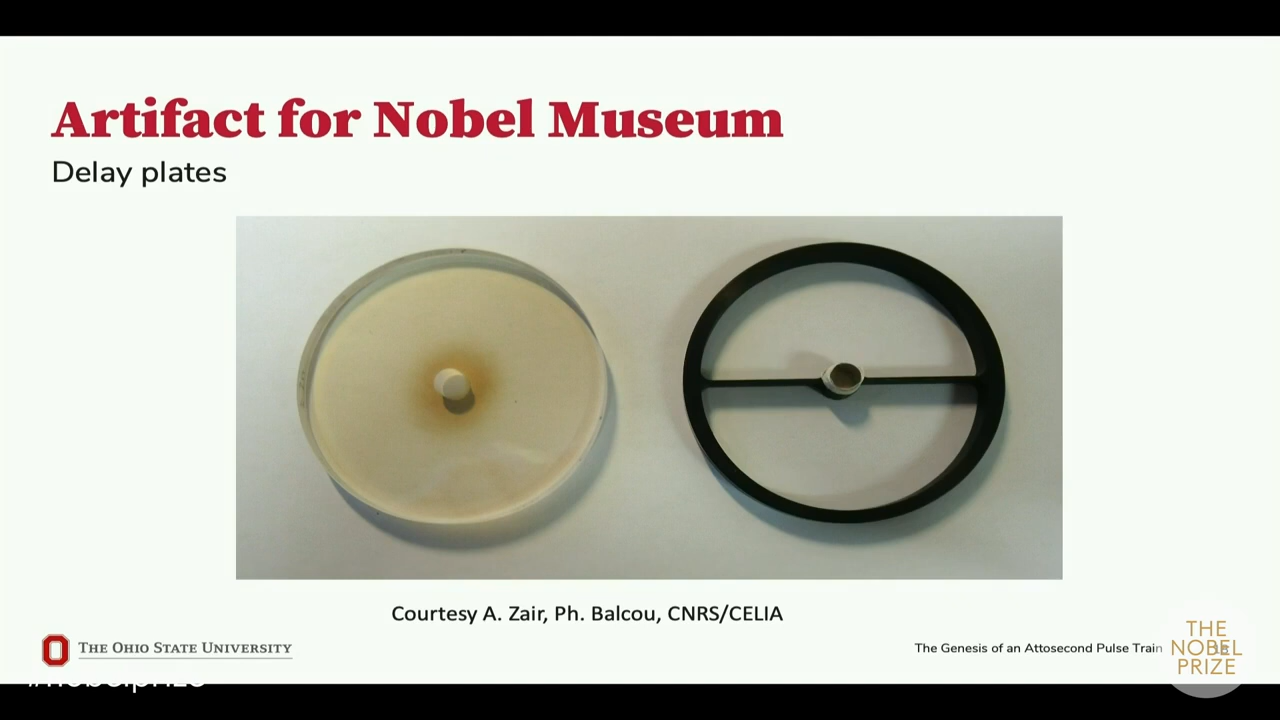 Artifact for Nobel Museum
Delay plates
Courtesy A. Zair, Ph. Balcou, CNRS/CELIA
THE OHIO STATE UNIVERSITY
The Genesis of an Attosecond Pulse Train
THE
NOBEL
PRIZE
#nobelprize